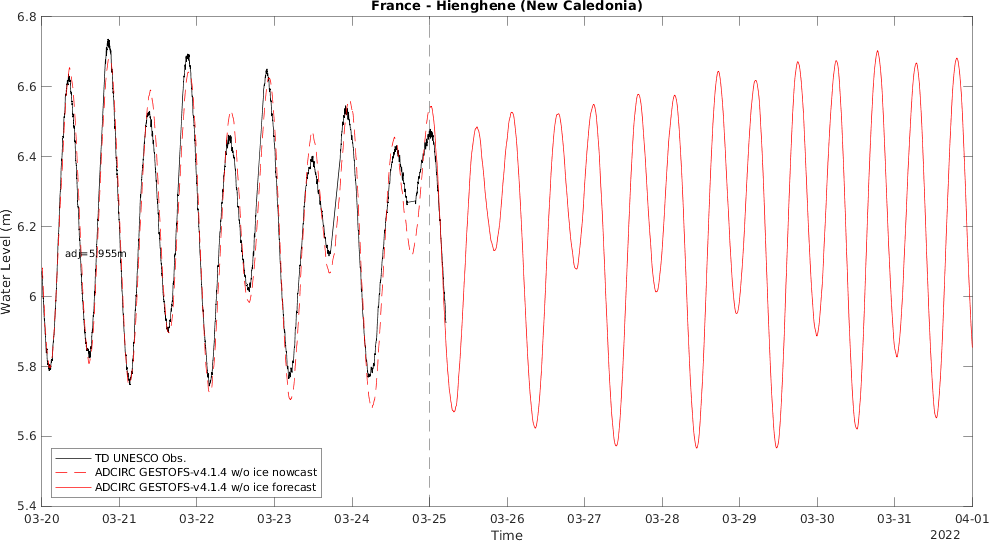 France - Hienghene (New Caledonia)
6.8
6.6
6.4
6.2
6
5.8
5.6
5.4
Water Level (m)
adj=5.955m
TD UNESCO Obs.
ADCIRC GESTOFS-v4.1.4 w/o ice nowcast
ADCIRC GESTOFS-v4.1.4 w/o ice forecast
03-20 03-21 03-22 03-23 03-24 03-25 03-26 03-27 03-28 03-29 03-30 03-31 04-01
Time
2022